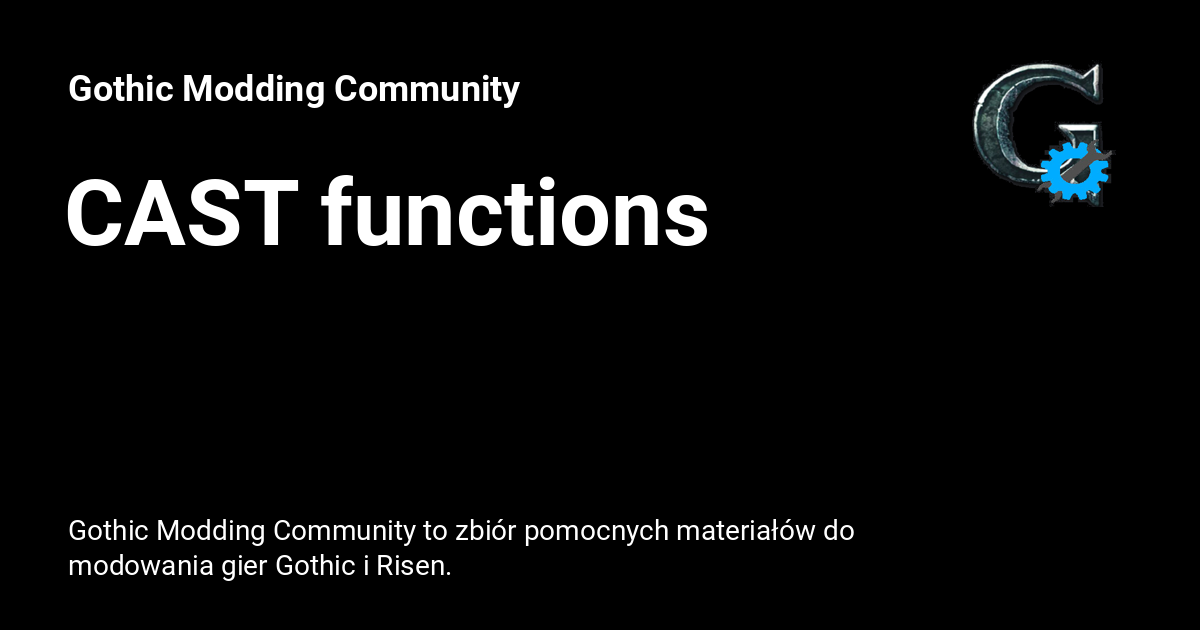 Gothic Modding Community
CAST functions
Gothic Modding Community to zbiór pomocnych materiałów do
modowania gier Gothic i Risen.